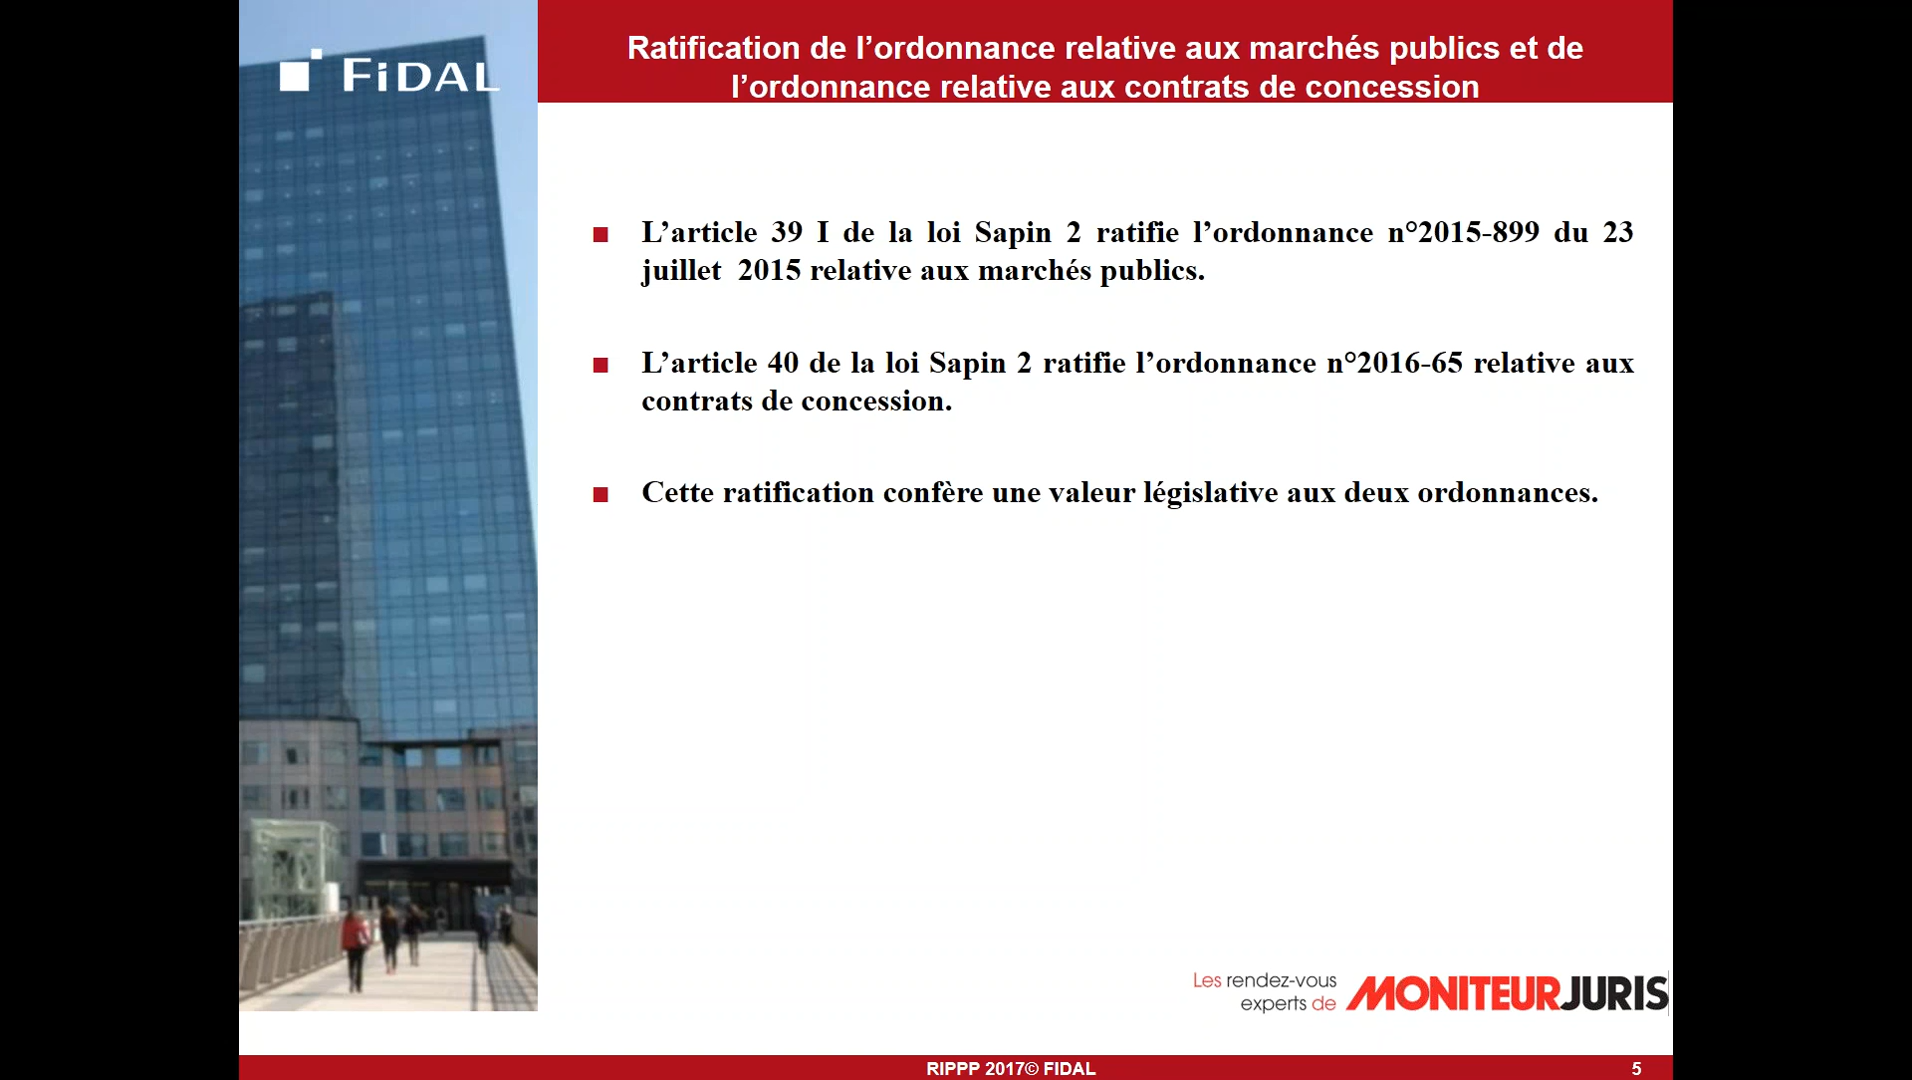 FiDAL
Ratification de l’ordonnance relative aux marchés publics et de
l’ordonnance relative aux contrats de concession
L’article 39 I de la loi Sapin 2 ratifie l’ordonnance n°2015-899 du 23
juillet 2015 relative aux marchés publics.
L’article 40 de la loi Sapin 2 ratifie l’ordonnance n°2016-65 relative aux
contrats de concession.
Cette ratification confère une valeur législative aux deux ordonnances.
Les rendez-vous
experts de
MONITEURJURIS
RIPPP 2017© FIDAL
5